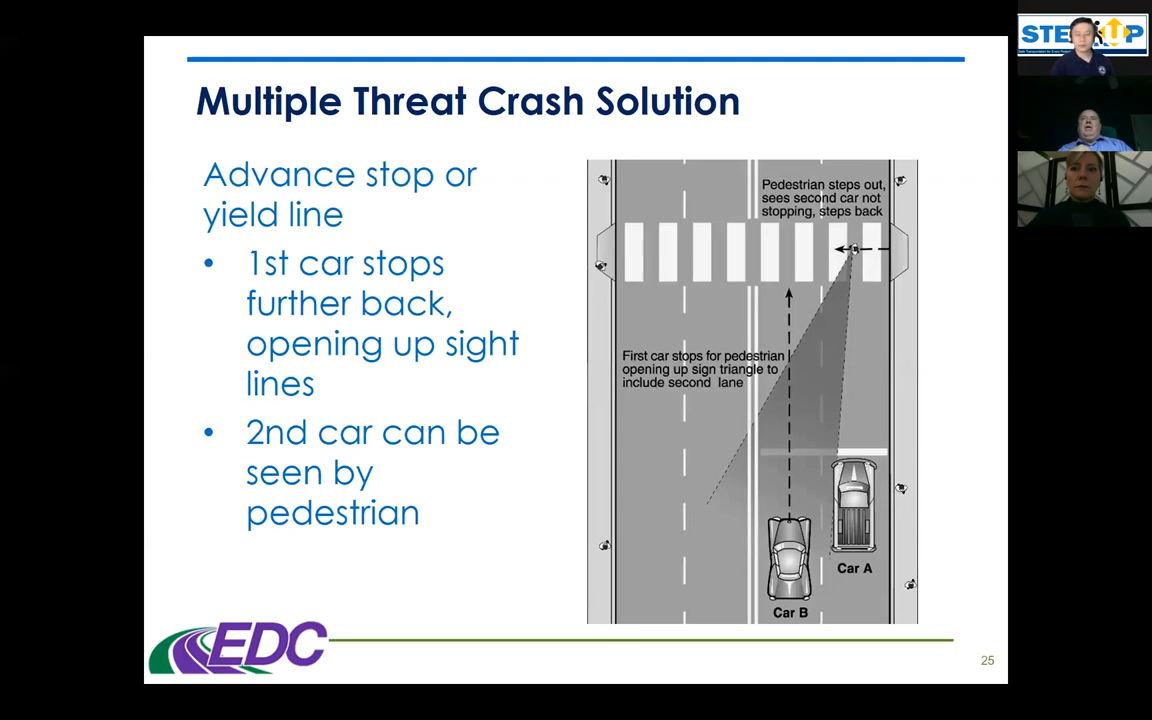 Multiple Threat Crash Solution
Advance stop or
yield line
• 1st car stops
further back,
opening up sight
lines
• 2nd car can be
seen by
pedestrian
Pedestrian steps out,
sees second car not
stopping, steps back
First car stops for pedestrian
opening up sign triangle to
include second lane
Car A
Car B
EDC
25